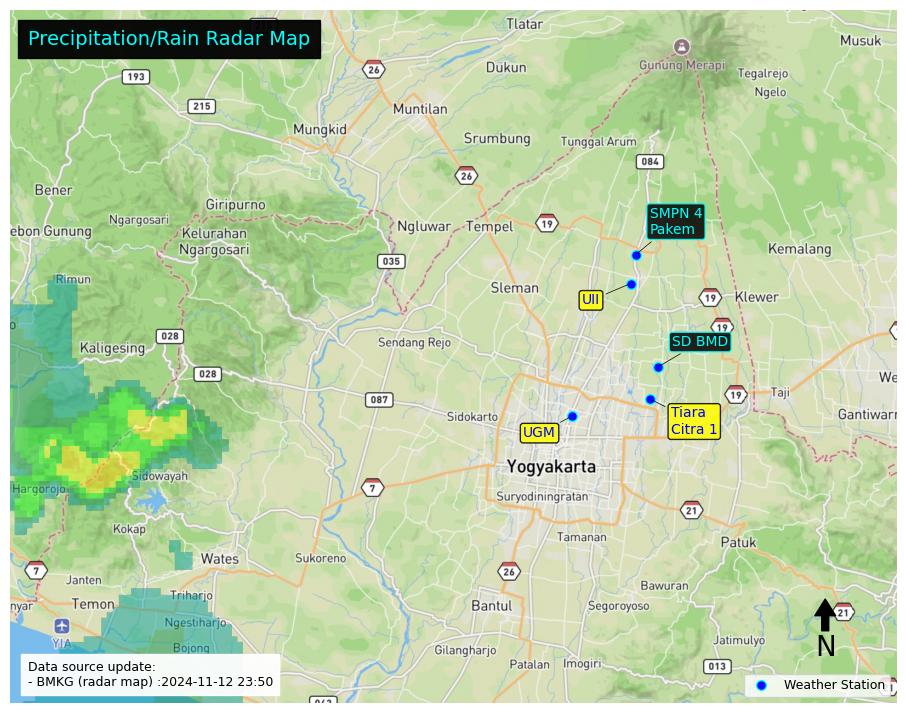 Precipitation/Rain Radar Map
Tlatar
Musuk
26
Gunung Merapi
Dukun
Tegalrejo
193
Ngelo
215
Muntilan
Mungkid
Srumbung
Tunggal Arum
084
26
Bener
Giripurno
SMPN 4
Pakem
Ngargosari
Ngluwar
Tempel
19
ebon Gunung
Kelurahan
Ngargosari
Kemalang
035
Rimun
Sleman
UII
19
Klewer
19
028
Kaligesing
Sendang Rejo
SD BMD
028
We
087
19
Taji
Sidokarto
Tiara
Citra 1
Gantiwarn
UGM
Yogyakarta
Sidowayah
Hargorojo
7
Suryodiningratan
21
Kokap
Tamanan
Patuk
Wates
Sukoreno
7
26
Janten
Bawuran
Triharjo
nyar
Temon
Bantul
Segoroyoso
21
Ngestiharjo
YIA
Jatimulyo
N
Bojong
Gilangharjo
Patalan
Imogiri
013
Data source update:
- BMKG (radar map) :2024-11-12 23:50
Weather Station